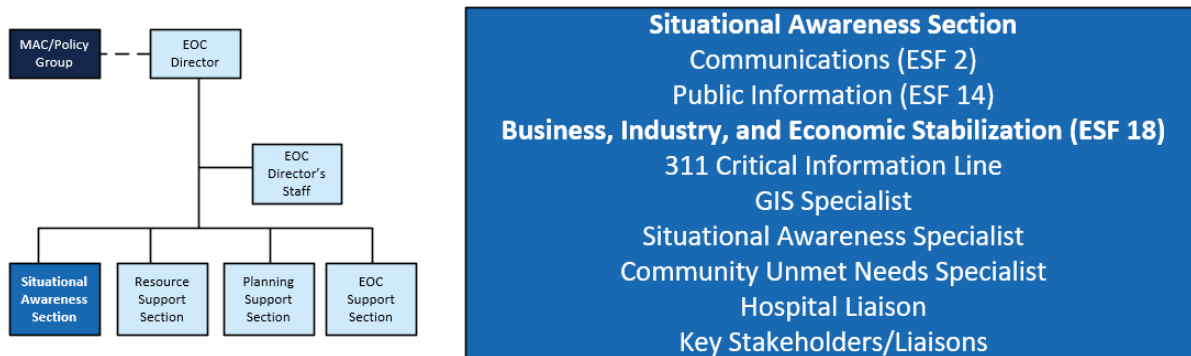 MAC/Policy
Group
EOC
Director
EOC
Director's
Staff
Situational
Awareness
Section
Resource
Support
Section
Planning
Support
Section
EOC
Support
Section
Situational Awareness Section
Communications (ESF 2)
Public Information (ESF 14)
Business, Industry, and Economic Stabilization (ESF 18)
311 Critical Information Line
GIS Specialist
Situational Awareness Specialist
Community Unmet Needs Specialist
Hospital Liaison
Key Stakeholders/Liaisons